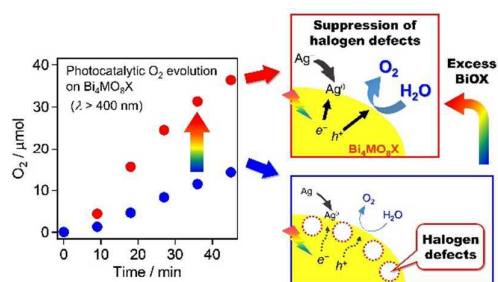 40
30
20
10
0
O₂ / μmol
Photocatalytic O₂ evolution
on Bi₄MO₈X
(λ > 400 nm)
0 10 20 30 40
Time / min
Suppression of
halogen defects
Ag
Ag⁰
O₂
H₂O
e⁻ h⁺
Bi₄MO₈X
Excess
BiOX
Ag
Ag⁰
O₂
H₂O
e⁻ h⁺
Halogen
defects